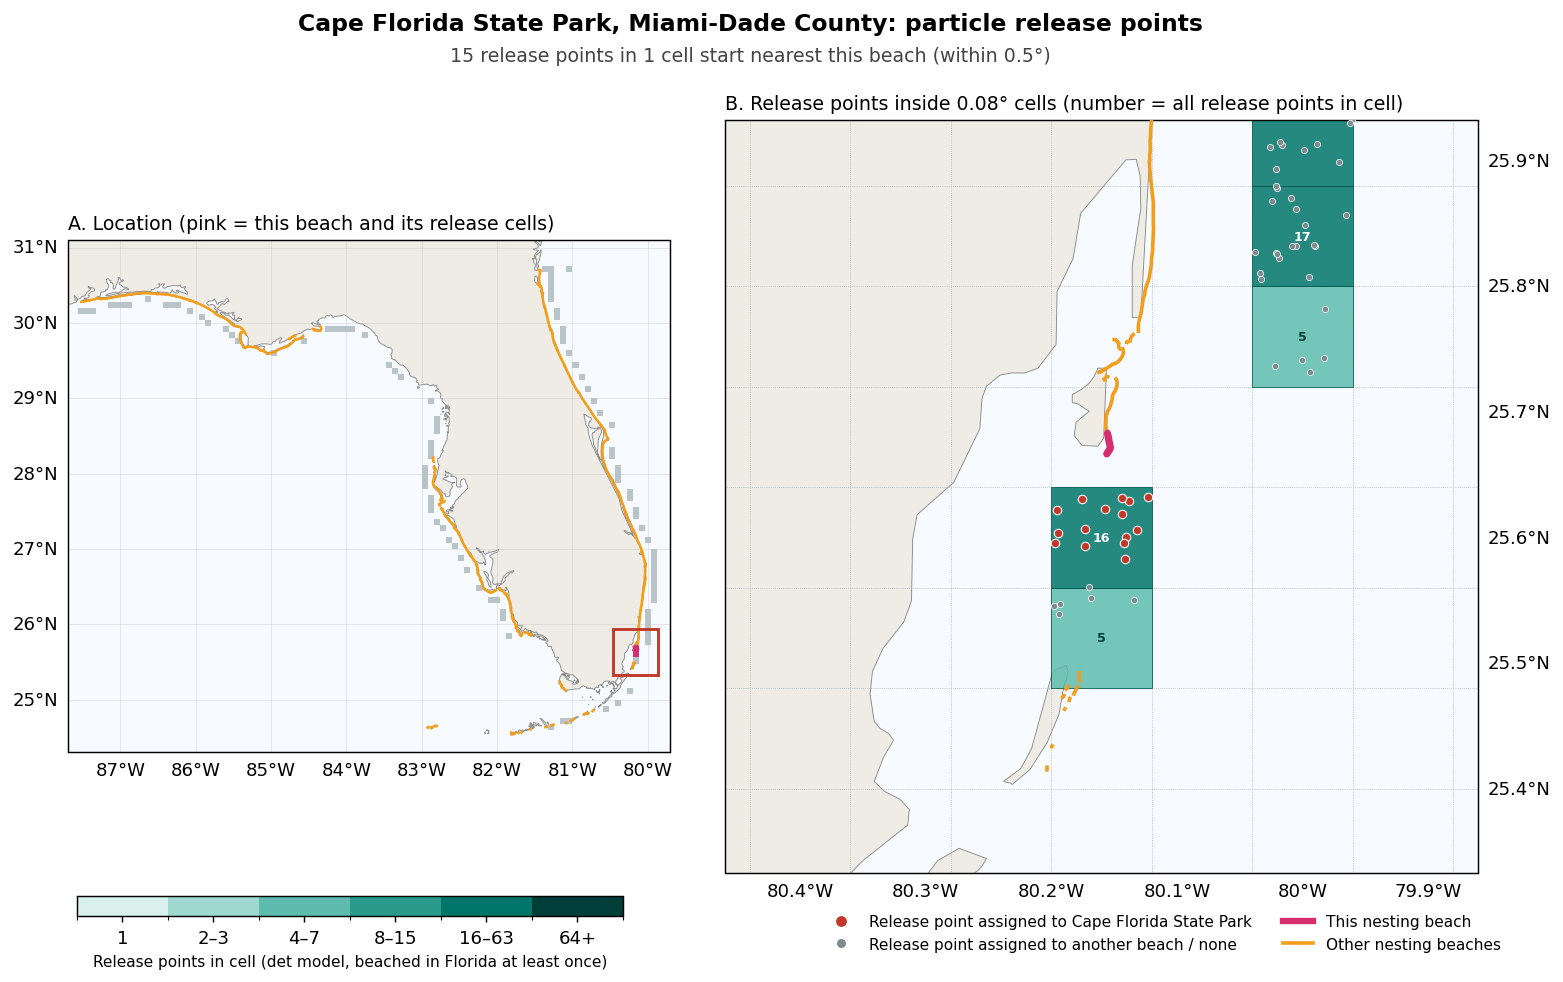 Cape Florida State Park, Miami-Dade County: particle release points
15 release points in 1 cell start nearest this beach (within 0.5°)
A. Location (pink = this beach and its release cells)
31°N
30°N
29°N
28°N
27°N
26°N
25°N
87°W 86°W 85°W 84°W 83°W 82°W 81°W 80°W
B. Release points inside 0.08° cells (number = all release points in cell)
17
5
16
5
25.9°N
25.8°N
25.7°N
25.6°N
25.5°N
25.4°N
80.4°W 80.3°W 80.2°W 80.1°W 80°W 79.9°W
1 2–3 4–7 8–15 16–63 64+
Release points in cell (det model, beached in Florida at least once)
Release point assigned to Cape Florida State Park
Release point assigned to another beach / none
This nesting beach
Other nesting beaches